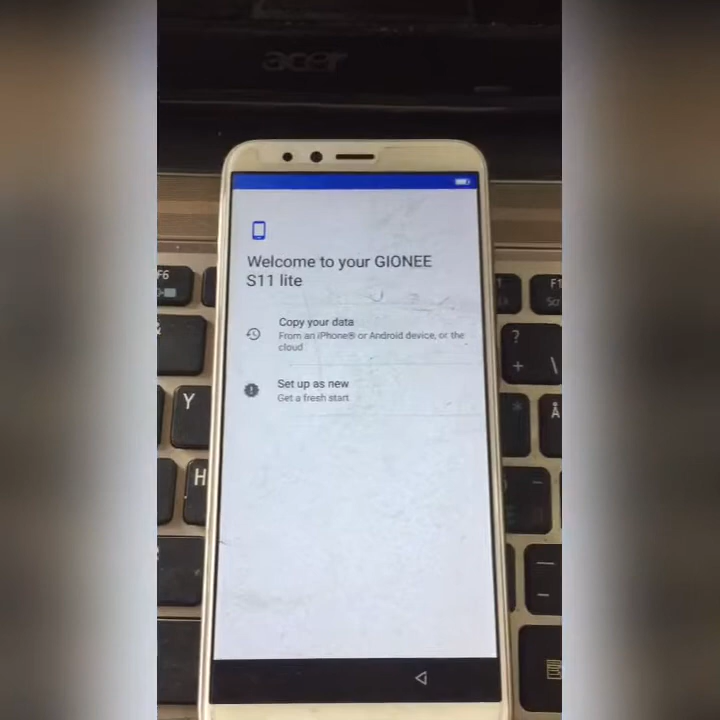 acer
Welcome to your GIONEE
S11 lite
Copy your data
From an iPhone® or Android device, or the
cloud
Set up as new
Get a fresh start
F6
Y
H
?
+ \
*
Å